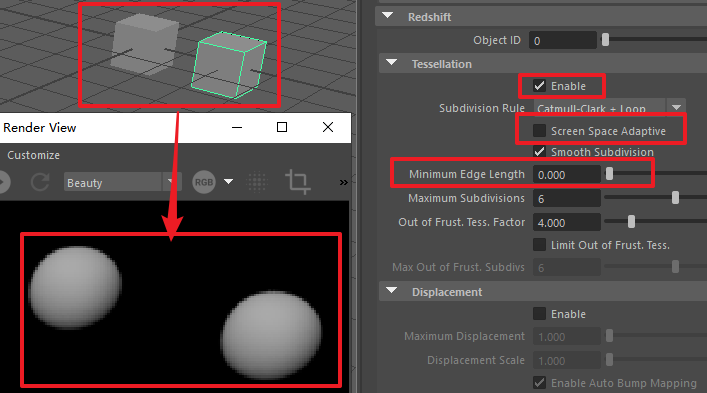 Redshift
Object ID 0
Tessellation
Enable
Subdivision Rule Catmull-Clark + Loop
Screen Space Adaptive
Smooth Subdivision
Minimum Edge Length 0.000
Maximum Subdivisions 6
Out of Frust. Tess. Factor 4.000
Limit Out of Frust. Tess.
Max Out of Frust. Subdivs 6
Displacement
Enable
Maximum Displacement 1.000
Displacement Scale 1.000
Enable Auto Bump Mapping
Render View
Customize
Beauty
RGB
»